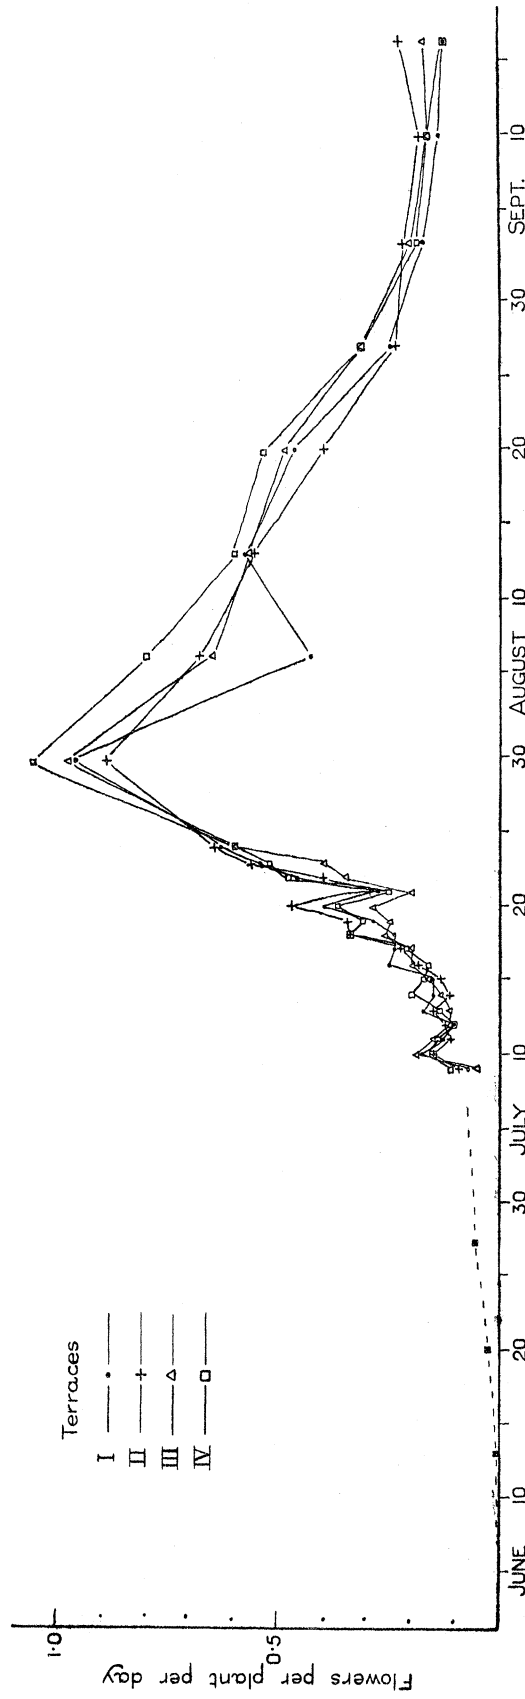 Flowers per plant per day
1·0
0·5
Terraces
I
II
III
IV
JUNE 10 20 30 JULY 10 20 30 AUGUST 10 20 30 SEPT. 10